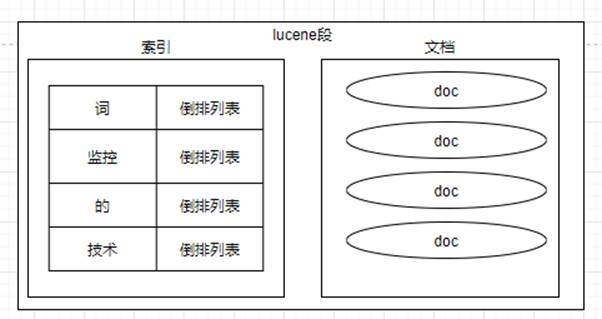 lucene段
索引
文档
词 倒排列表
监控 倒排列表
的 倒排列表
技术 倒排列表
doc
doc
doc
doc